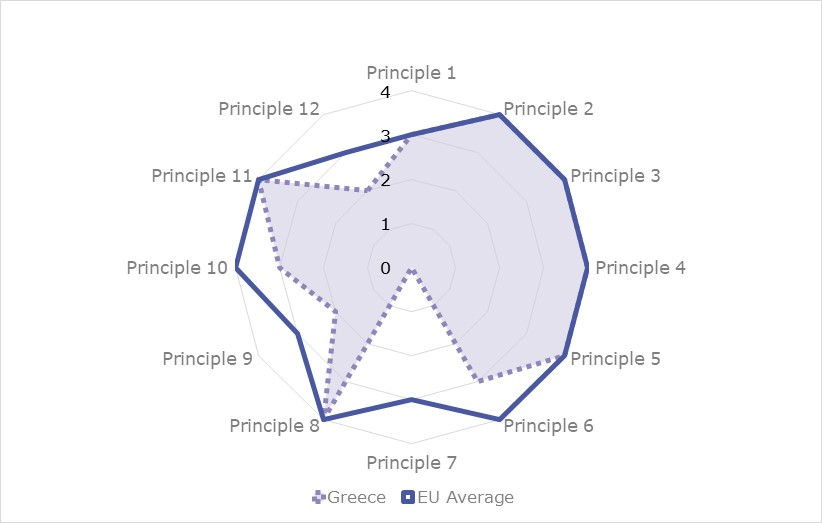 Principle 1
4
Principle 12
Principle 2
3
Principle 11
2
Principle 3
1
Principle 10
0
Principle 4
Principle 9
Principle 5
Principle 8
Principle 6
Principle 7
Greece
EU Average